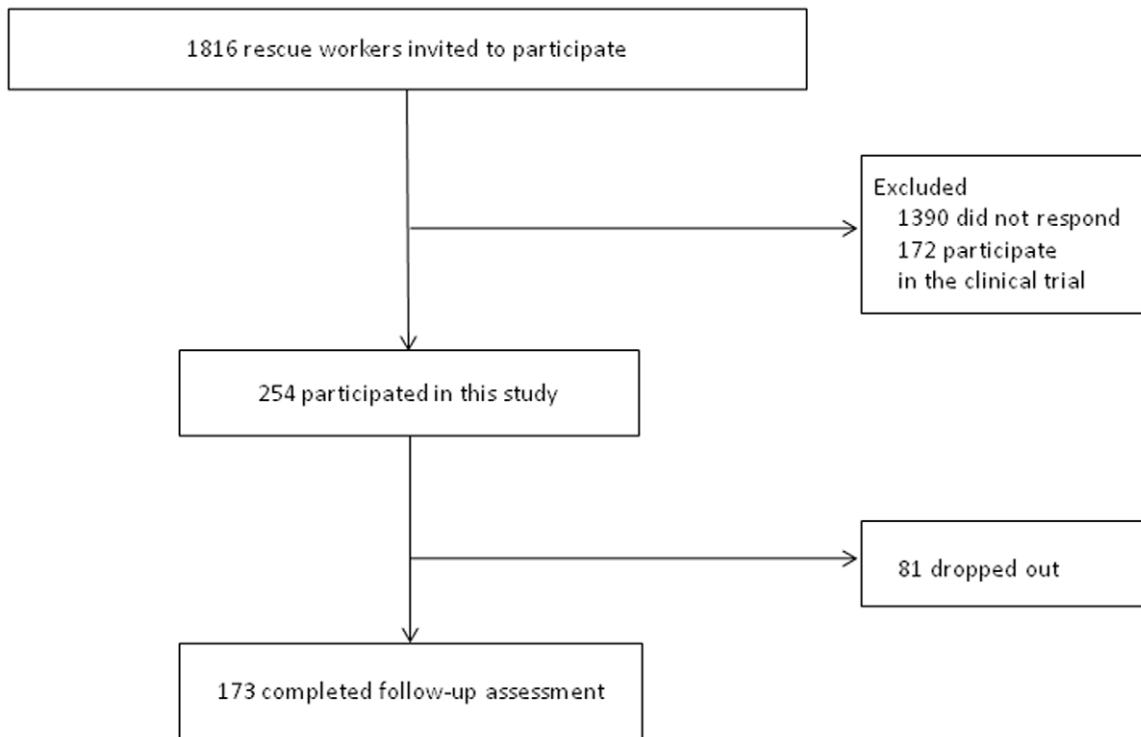 1816 rescue workers invited to participate
Excluded
1390 did not respond
172 participate
in the clinical trial
254 participated in this study
81 dropped out
173 completed follow-up assessment